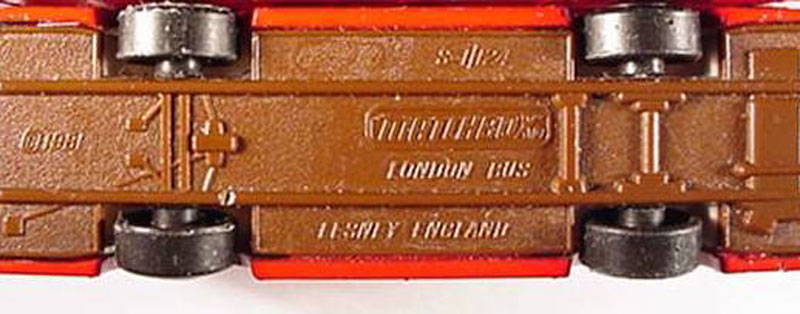 ©1981
MATCHBOX
LONDON BUS
LESNEY ENGLAND